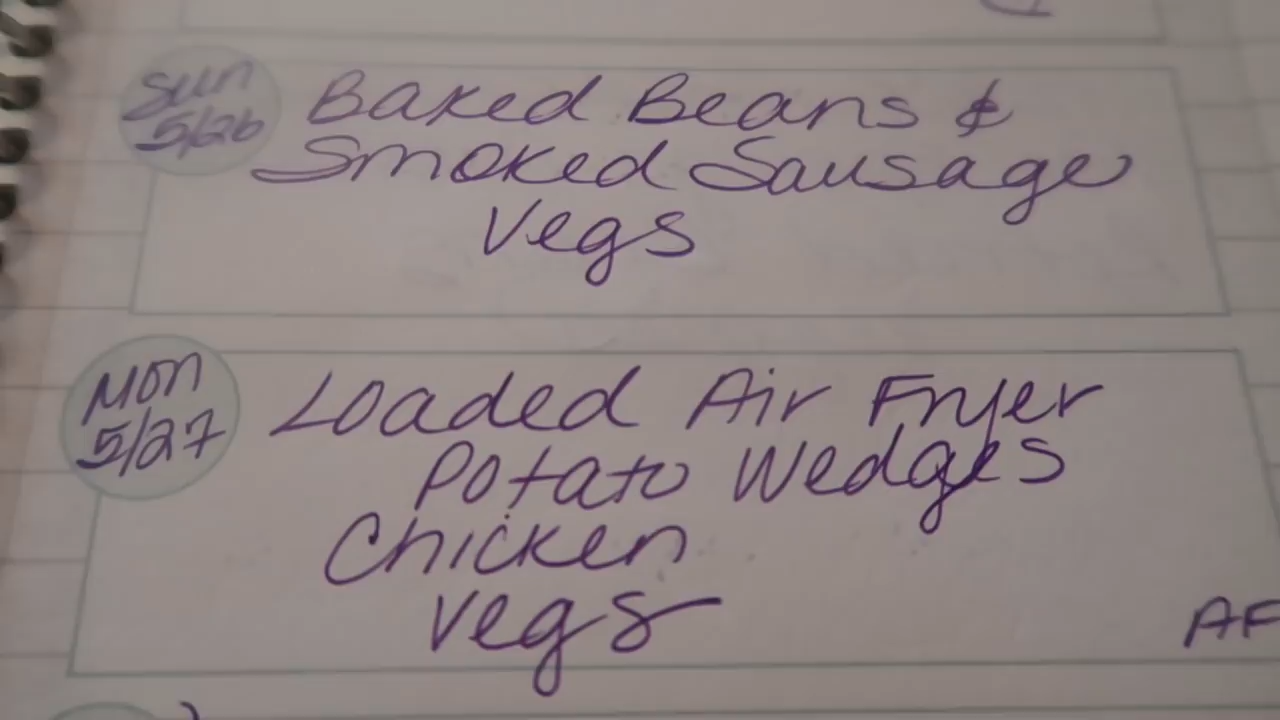 Sun
5/26
Baked Beans &
Smoked Sausage
Vegs
Mon
5/27
Loaded Air Fryer
Potato Wedges
Chicken
Vegs
AF